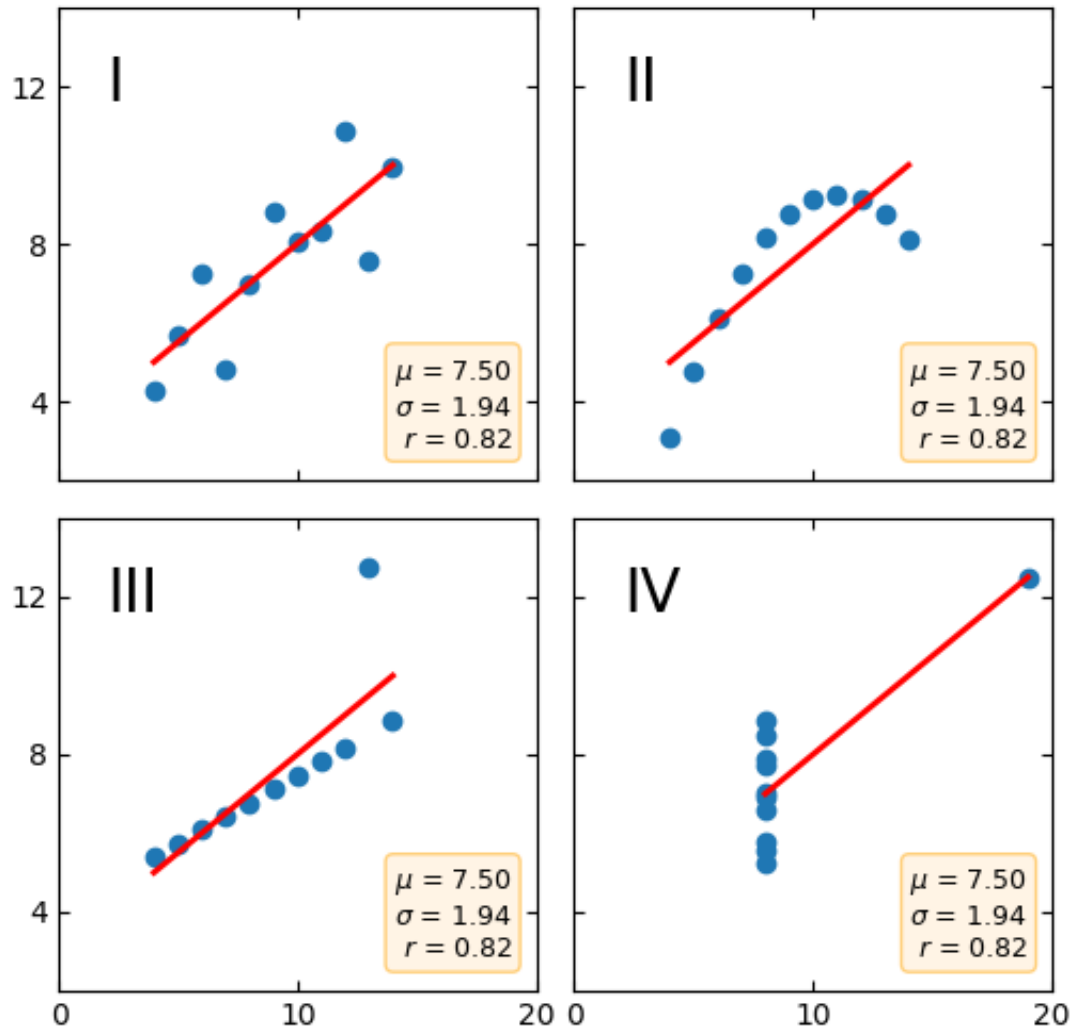 I
II
12
8
4
μ = 7.50
σ = 1.94
r = 0.82
μ = 7.50
σ = 1.94
r = 0.82
III
IV
12
8
4
μ = 7.50
σ = 1.94
r = 0.82
μ = 7.50
σ = 1.94
r = 0.82
0
10
20
0
10
20